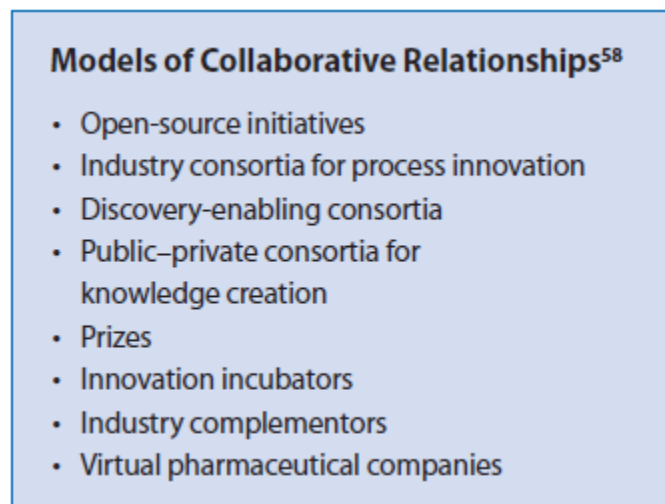 Models of Collaborative Relationships⁵⁸
• Open-source initiatives
• Industry consortia for process innovation
• Discovery-enabling consortia
• Public–private consortia for
knowledge creation
• Prizes
• Innovation incubators
• Industry complementors
• Virtual pharmaceutical companies